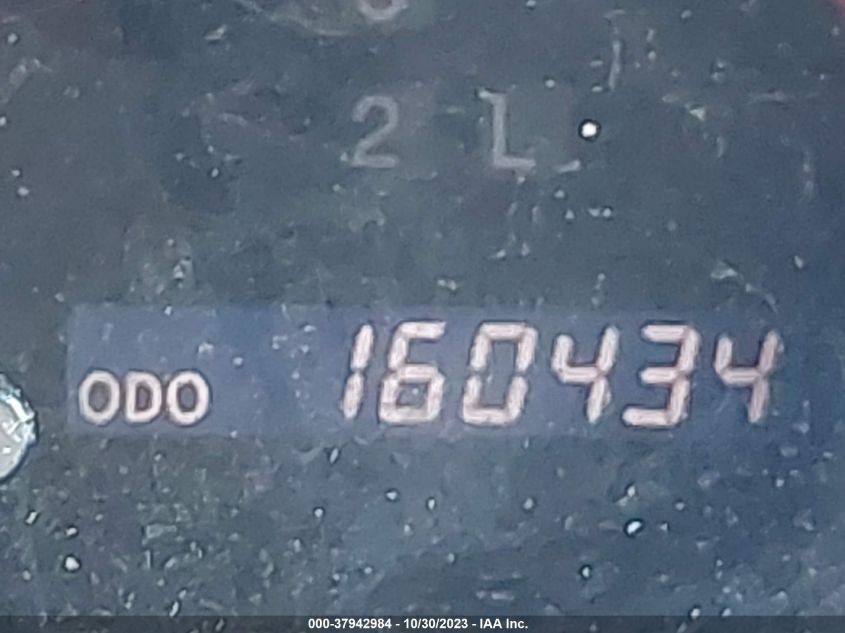 2 L
ODO 160434
000-37942984 - 10/30/2023 - IAA Inc.